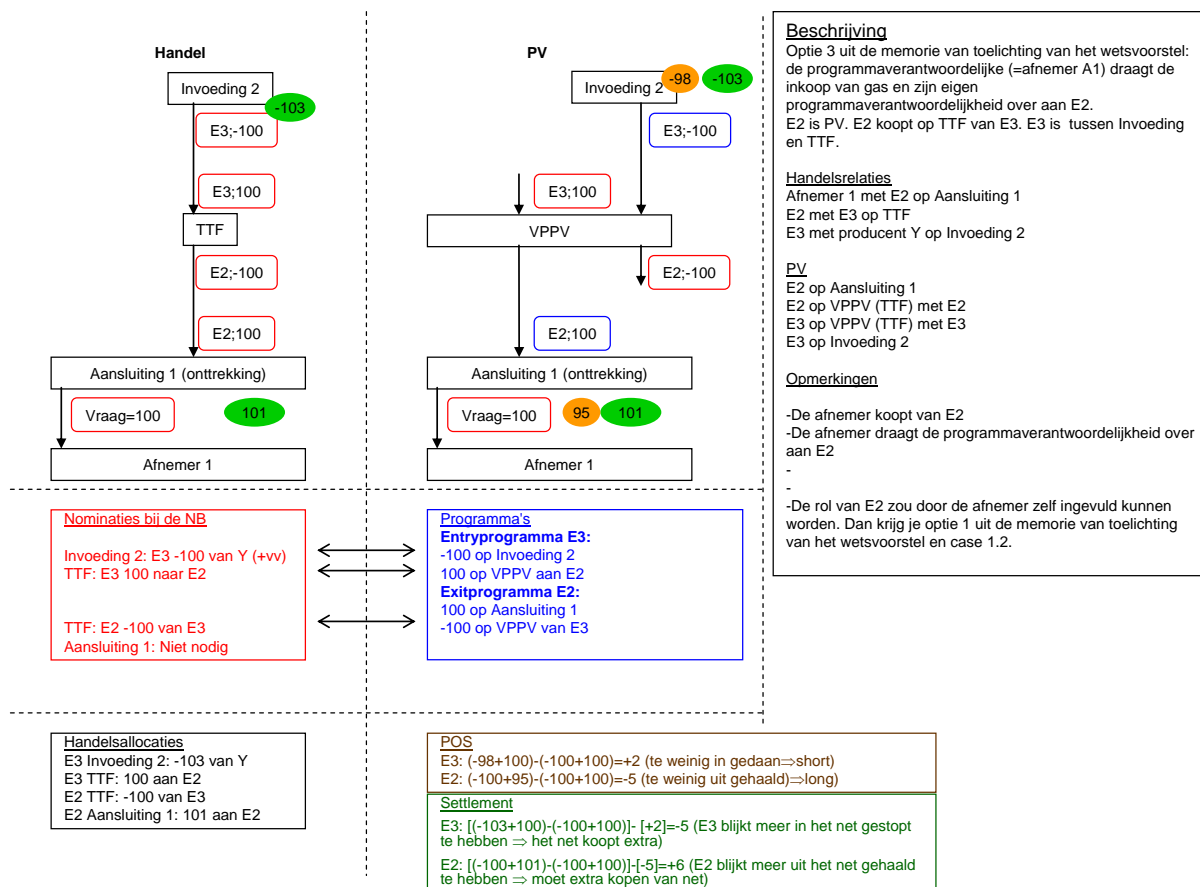 Handel
Invoeding 2
-103
E3;-100
E3;100
TTF
E2;-100
E2;100
Aansluiting 1 (onttrekking)
Vraag=100
101
Afnemer 1
PV
-98
-103
Invoeding 2
E3;-100
E3;100
VPPV
E2;-100
E2;100
Aansluiting 1 (onttrekking)
Vraag=100
95
101
Afnemer 1
Beschrijving
Optie 3 uit de memorie van toelichting van het wetsvoorstel:
de programmaverantwoordelijke (=afnemer A1) draagt de
inkoop van gas en zijn eigen
programmaverantwoordelijkheid over aan E2.
E2 is PV. E2 koopt op TTF van E3. E3 is tussen Invoeding
en TTF.
Handelsrelaties
Afnemer 1 met E2 op Aansluiting 1
E2 met E3 op TTF
E3 met producent Y op Invoeding 2
PV
E2 op Aansluiting 1
E2 op VPPV (TTF) met E2
E3 op VPPV (TTF) met E3
E3 op Invoeding 2
Opmerkingen
-De afnemer koopt van E2
-De afnemer draagt de programmaverantwoordelijkheid over
aan E2
-
-
-De rol van E2 zou door de afnemer zelf ingevuld kunnen
worden. Dan krijg je optie 1 uit de memorie van toelichting
van het wetsvoorstel en case 1.2.
Nominaties bij de NB
Invoeding 2: E3 -100 van Y (+vv)
TTF: E3 100 naar E2
TTF: E2 -100 van E3
Aansluiting 1: Niet nodig
Programma's
Entryprogramma E3:
-100 op Invoeding 2
100 op VPPV aan E2
Exitprogramma E2:
100 op Aansluiting 1
-100 op VPPV van E3
Handelsallocaties
E3 Invoeding 2: -103 van Y
E3 TTF: 100 aan E2
E2 TTF: -100 van E3
E2 Aansluiting 1: 101 aan E2
POS
E3: (-98+100)-(-100+100)=+2 (te weinig in gedaan⇒short)
E2: (-100+95)-(-100+100)=-5 (te weinig uit gehaald)⇒long)
Settlement
E3: [(-103+100)-(-100+100)]- [+2]=-5 (E3 blijkt meer in het net gestopt
te hebben ⇒ het net koopt extra)
E2: [(-100+101)-(-100+100)]-[-5]=+6 (E2 blijkt meer uit het net gehaald
te hebben ⇒ moet extra kopen van net)